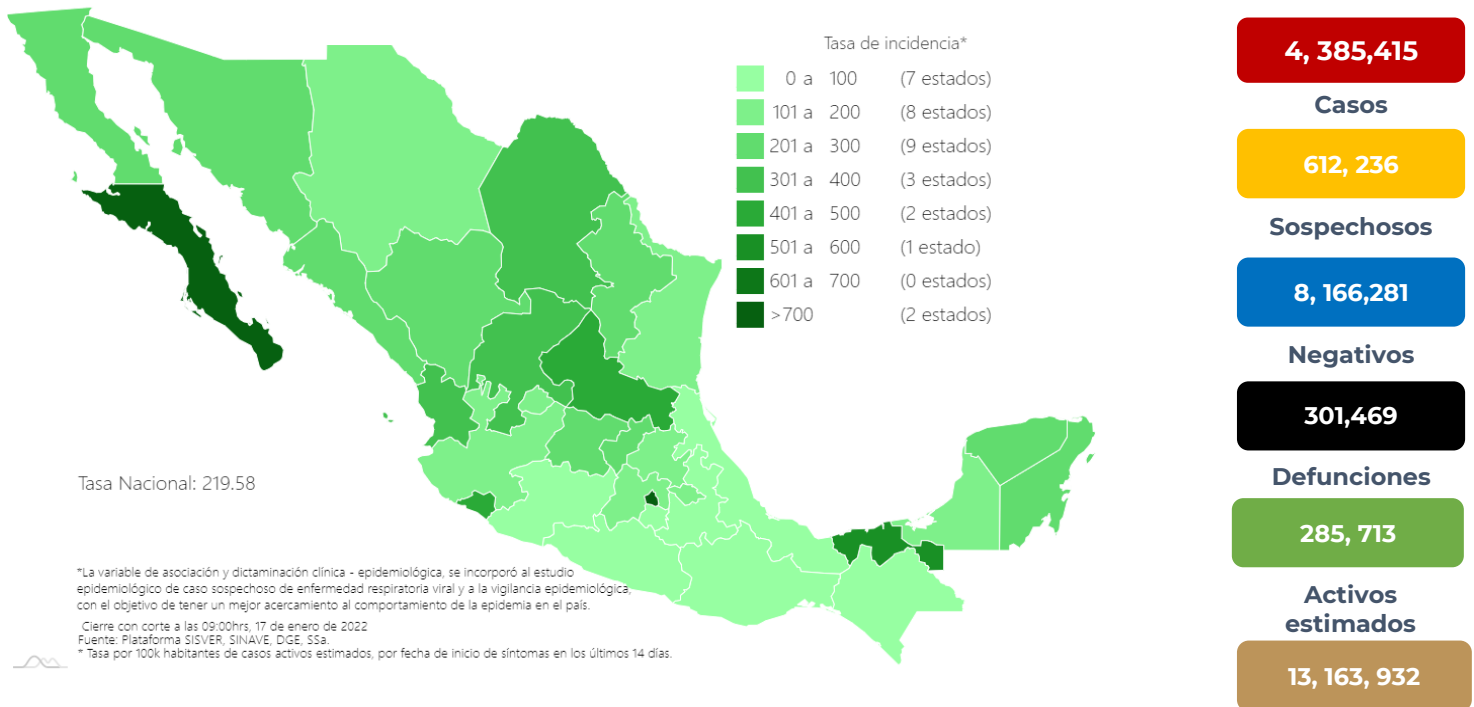 Tasa de incidencia*
0 a 100 (7 estados)
101 a 200 (8 estados)
201 a 300 (9 estados)
301 a 400 (3 estados)
401 a 500 (2 estados)
501 a 600 (1 estado)
601 a 700 (0 estados)
>700 (2 estados)
Tasa Nacional: 219.58
*La variable de asociación y dictaminación clínica - epidemiológica, se incorporó al estudio
epidemiológico de caso sospechoso de enfermedad respiratoria viral y a la vigilancia epidemiológica,
con el objetivo de tener un mejor acercamiento al comportamiento de la epidemia en el país.
Cierre con corte a las 09:00hrs, 17 de enero de 2022
Fuente: Plataforma SISVER, SINAVE, DGE, SSa.
* Tasa por 100k habitantes de casos activos estimados, por fecha de inicio de síntomas en los últimos 14 días.
4, 385,415
Casos
612, 236
Sospechosos
8, 166,281
Negativos
301,469
Defunciones
285, 713
Activos
estimados
13, 163, 932